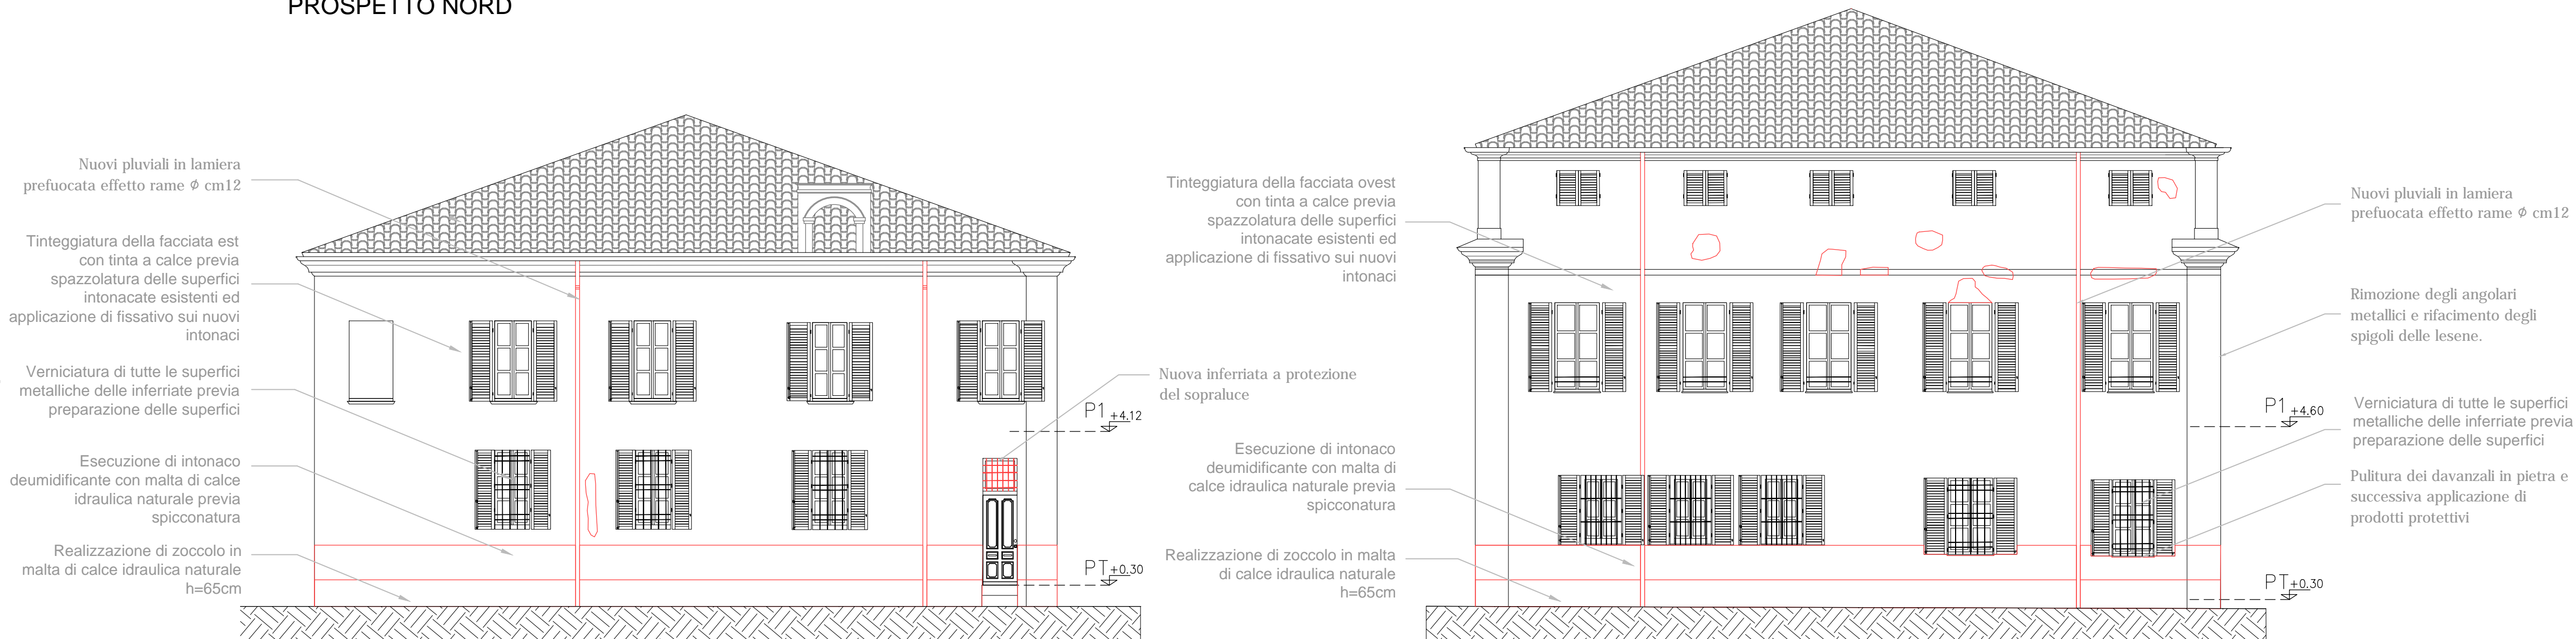 PROSPETTO NORD
Nuovi pluviali in lamiera
prefuocata effetto rame ϕ cm12
Tinteggiatura della facciata est
con tinta a calce previa
spazzolatura delle superfici
intonacate esistenti ed
applicazione di fissativo sui nuovi
intonaci
Verniciatura di tutte le superfici
metalliche delle inferriate previa
preparazione delle superfici
Esecuzione di intonaco
deumidificante con malta di calce
idraulica naturale previa
spicconatura
Realizzazione di zoccolo in
malta di calce idraulica naturale
h=65cm
Nuova inferriata a protezione
del sopraluce
P1 +4.12
PT +0.30
Tinteggiatura della facciata ovest
con tinta a calce previa
spazzolatura delle superfici
intonacate esistenti ed
applicazione di fissativo sui nuovi
intonaci
Esecuzione di intonaco
deumidificante con malta di
calce idraulica naturale previa
spicconatura
Realizzazione di zoccolo in malta
di calce idraulica naturale
h=65cm
Nuovi pluviali in lamiera
prefuocata effetto rame ϕ cm12
Rimozione degli angolari
metallici e rifacimento degli
spigoli delle lesene.
P1 +4.60
Verniciatura di tutte le superfici
metalliche delle inferriate previa
preparazione delle superfici
Pulitura dei davanzali in pietra e
successiva applicazione di
prodotti protettivi
PT +0.30